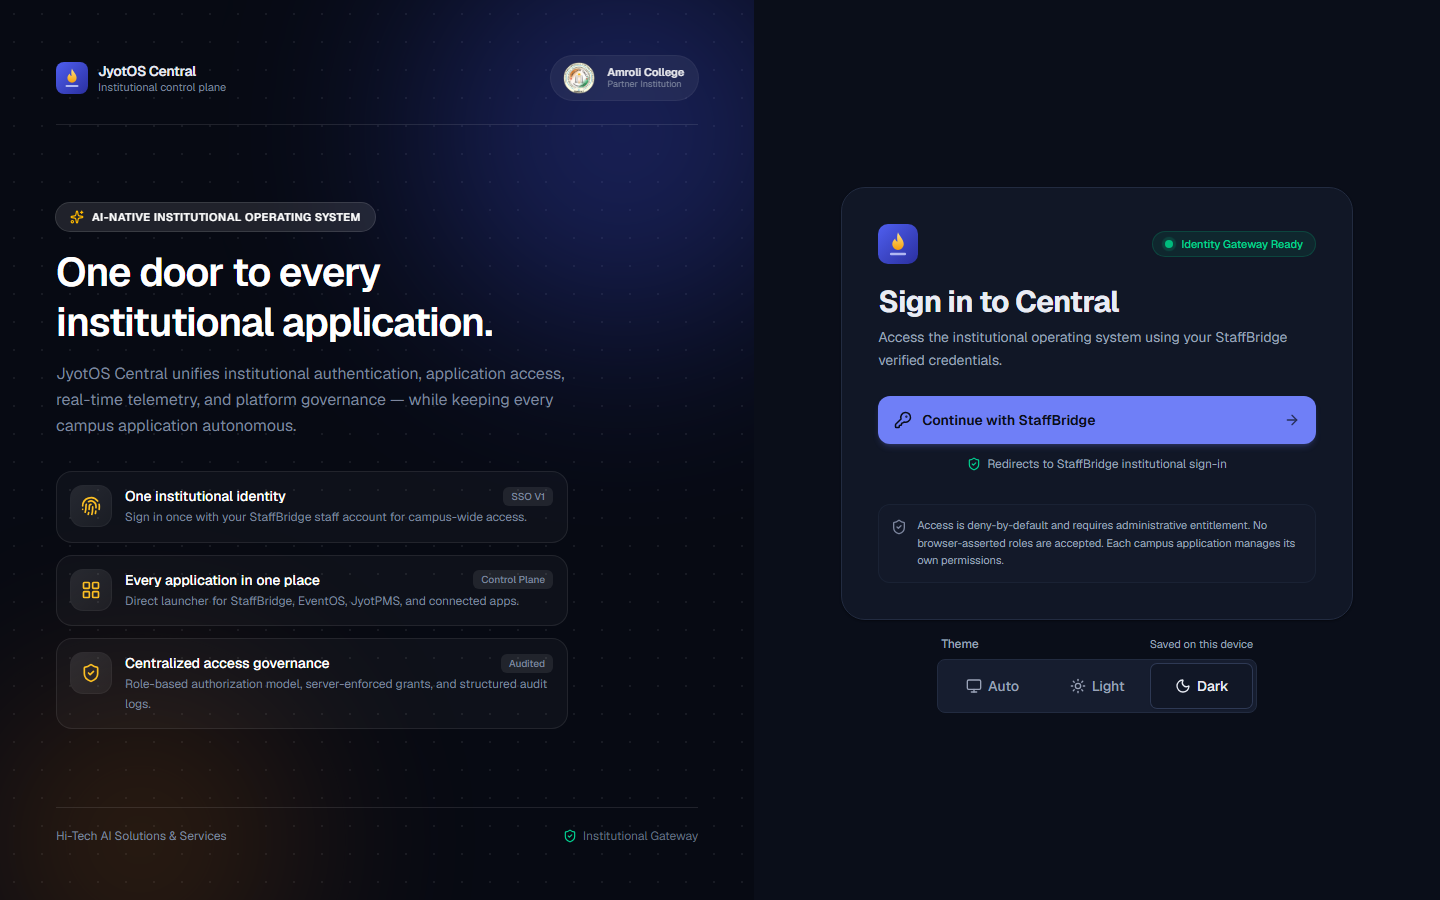 JyotOS Central
Institutional control plane
Amroli College
Partner Institution
AI-NATIVE INSTITUTIONAL OPERATING SYSTEM
One door to every
institutional application.
JyotOS Central unifies institutional authentication, application access,
real-time telemetry, and platform governance — while keeping every
campus application autonomous.
One institutional identity
SSO V1
Sign in once with your StaffBridge staff account for campus-wide access.
Every application in one place
Control Plane
Direct launcher for StaffBridge, EventOS, JyotPMS, and connected apps.
Centralized access governance
Audited
Role-based authorization model, server-enforced grants, and structured audit
logs.
Hi-Tech AI Solutions & Services
Institutional Gateway
Identity Gateway Ready
Sign in to Central
Access the institutional operating system using your StaffBridge
verified credentials.
Continue with StaffBridge
Redirects to StaffBridge institutional sign-in
Access is deny-by-default and requires administrative entitlement. No
browser-asserted roles are accepted. Each campus application manages its
own permissions.
Theme
Saved on this device
Auto
Light
Dark